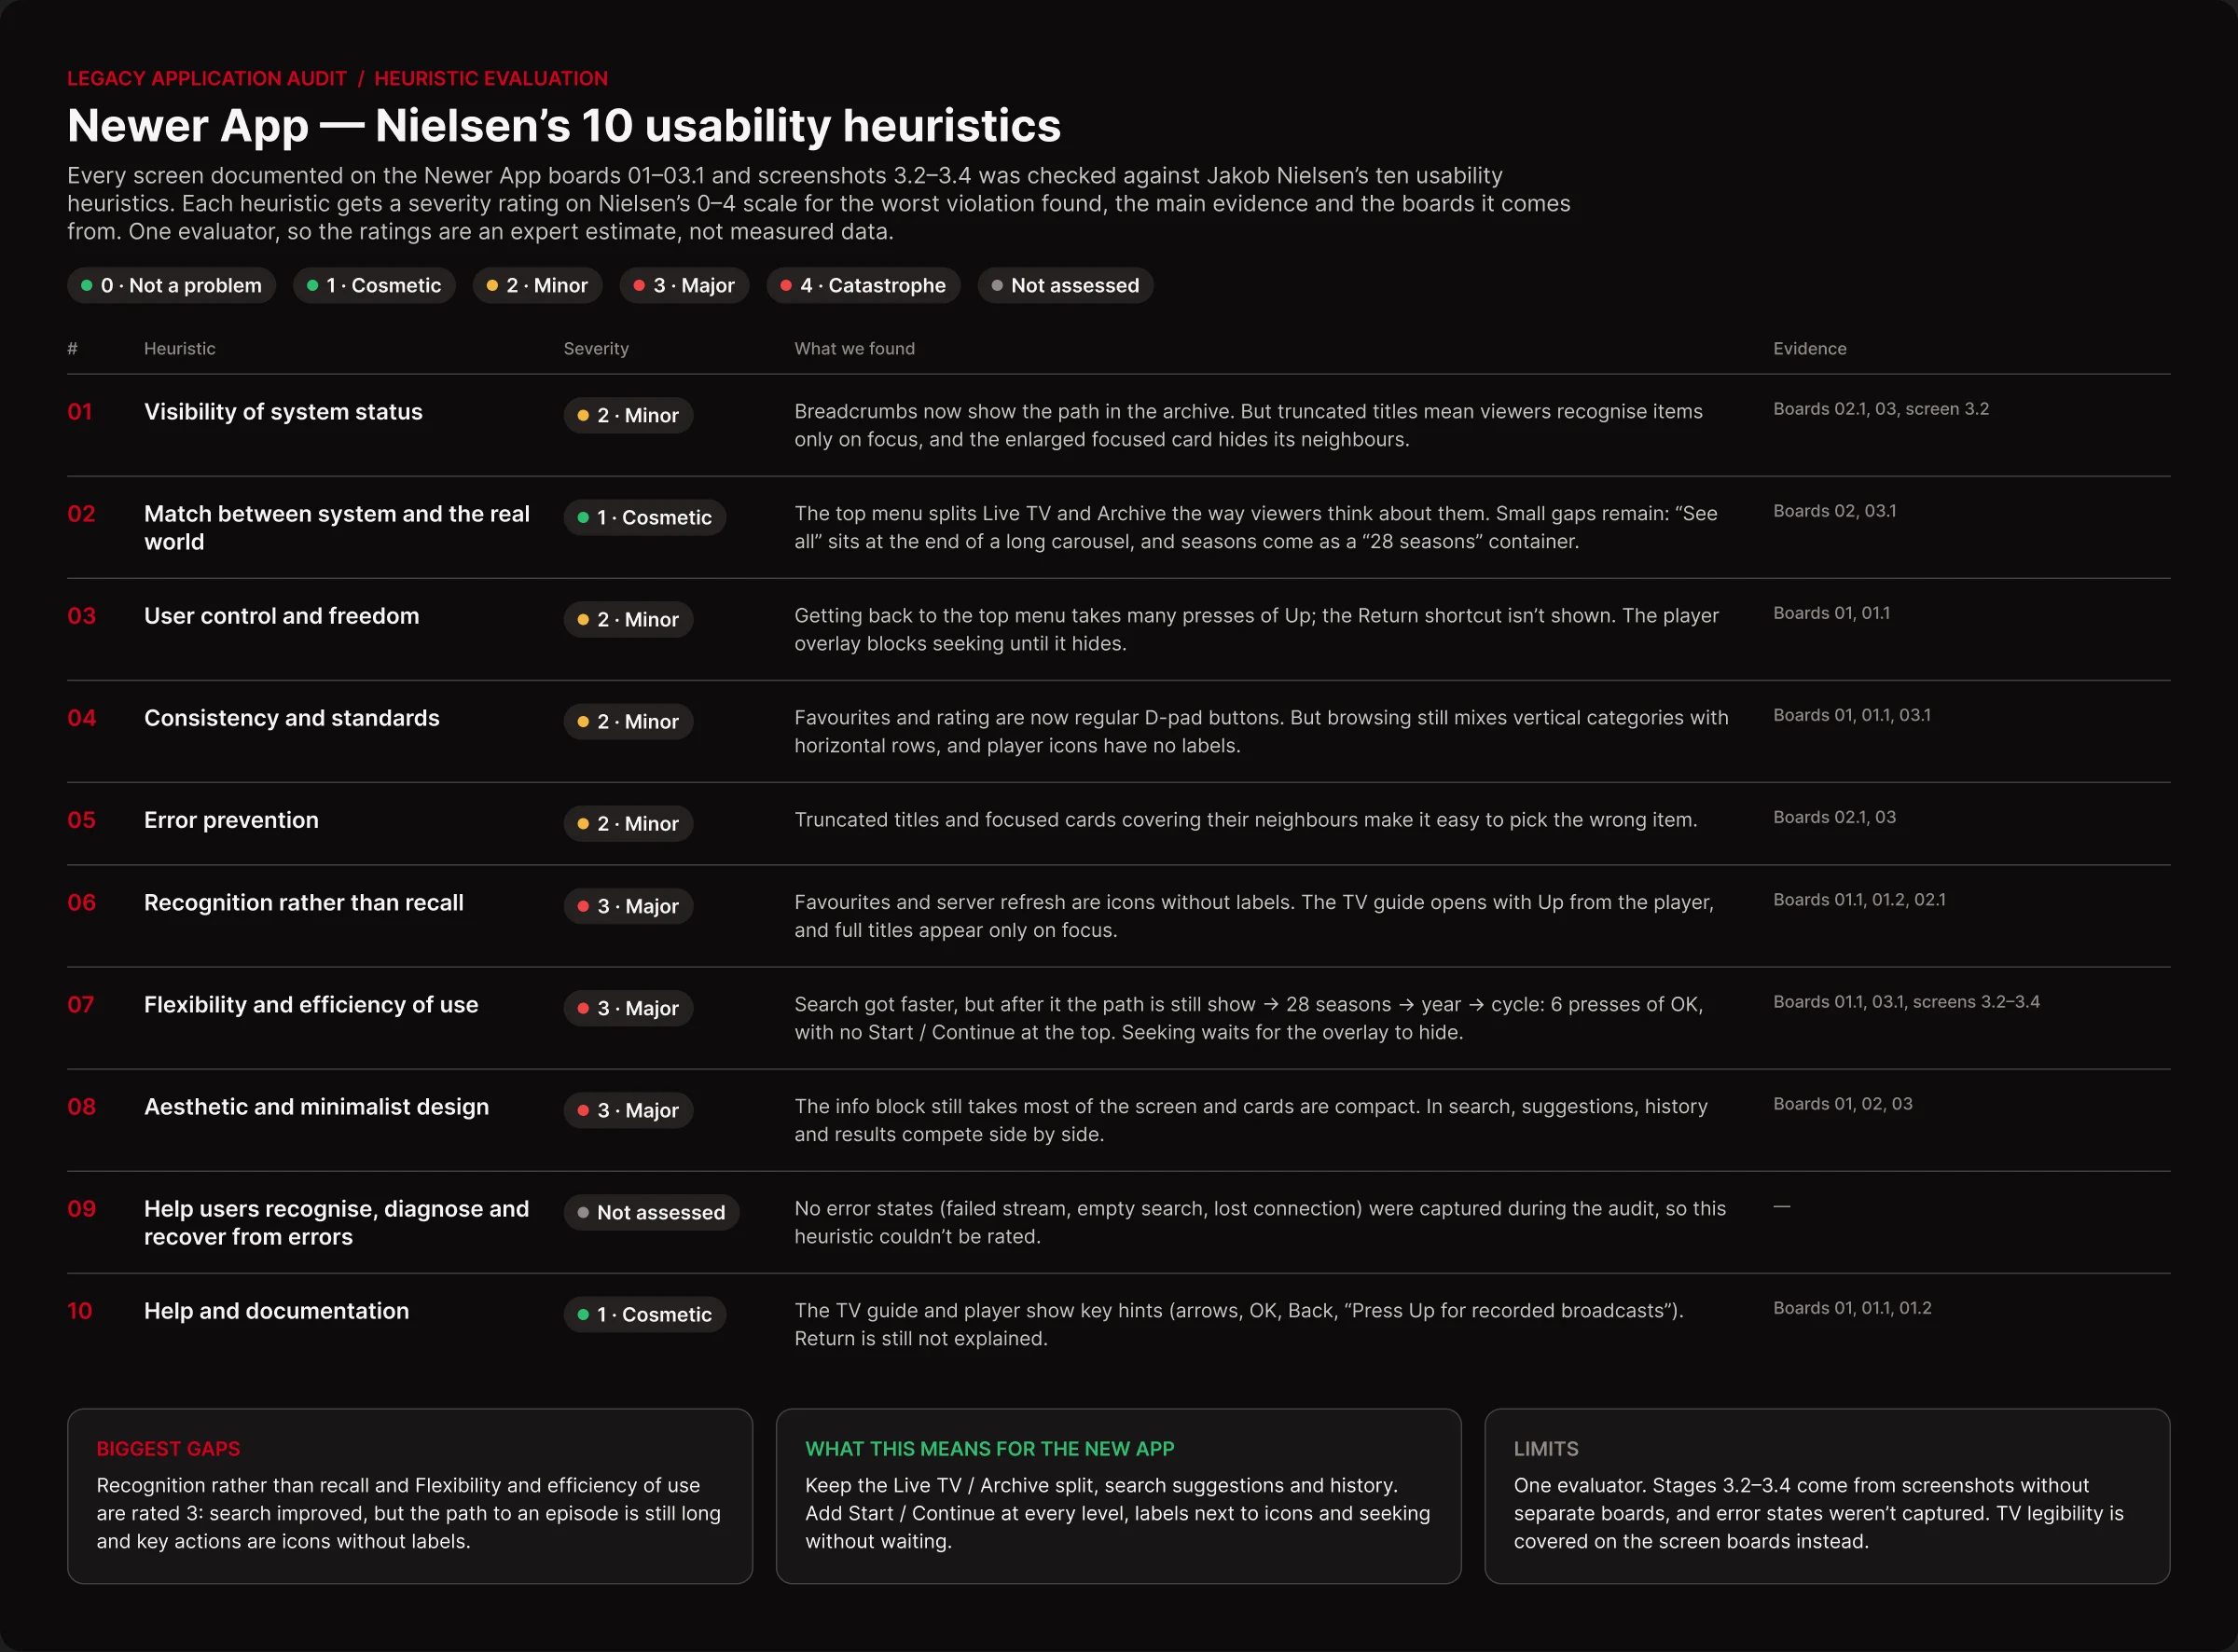 LEGACY APPLICATION AUDIT / HEURISTIC EVALUATION
Newer App — Nielsen’s 10 usability heuristics
Every screen documented on the Newer App boards 01–03.1 and screenshots 3.2–3.4 was checked against Jakob Nielsen’s ten usability
heuristics. Each heuristic gets a severity rating on Nielsen’s 0–4 scale for the worst violation found, the main evidence and the boards it comes
from. One evaluator, so the ratings are an expert estimate, not measured data.
0 · Not a problem
1 · Cosmetic
2 · Minor
3 · Major
4 · Catastrophe
Not assessed
# Heuristic Severity What we found Evidence
01 Visibility of system status
2 · Minor
Breadcrumbs now show the path in the archive. But truncated titles mean viewers recognise items
only on focus, and the enlarged focused card hides its neighbours.
Boards 02.1, 03, screen 3.2
02 Match between system and the real
world
1 · Cosmetic
The top menu splits Live TV and Archive the way viewers think about them. Small gaps remain: “See
all” sits at the end of a long carousel, and seasons come as a “28 seasons” container.
Boards 02, 03.1
03 User control and freedom
2 · Minor
Getting back to the top menu takes many presses of Up; the Return shortcut isn’t shown. The player
overlay blocks seeking until it hides.
Boards 01, 01.1
04 Consistency and standards
2 · Minor
Favourites and rating are now regular D-pad buttons. But browsing still mixes vertical categories with
horizontal rows, and player icons have no labels.
Boards 01, 01.1, 03.1
05 Error prevention
2 · Minor
Truncated titles and focused cards covering their neighbours make it easy to pick the wrong item.
Boards 02.1, 03
06 Recognition rather than recall
3 · Major
Favourites and server refresh are icons without labels. The TV guide opens with Up from the player,
and full titles appear only on focus.
Boards 01.1, 01.2, 02.1
07 Flexibility and efficiency of use
3 · Major
Search got faster, but after it the path is still show → 28 seasons → year → cycle: 6 presses of OK,
with no Start / Continue at the top. Seeking waits for the overlay to hide.
Boards 01.1, 03.1, screens 3.2–3.4
08 Aesthetic and minimalist design
3 · Major
The info block still takes most of the screen and cards are compact. In search, suggestions, history
and results compete side by side.
Boards 01, 02, 03
09 Help users recognise, diagnose and
recover from errors
Not assessed
No error states (failed stream, empty search, lost connection) were captured during the audit, so this
heuristic couldn’t be rated.
—
10 Help and documentation
1 · Cosmetic
The TV guide and player show key hints (arrows, OK, Back, “Press Up for recorded broadcasts”).
Return is still not explained.
Boards 01, 01.1, 01.2
BIGGEST GAPS
Recognition rather than recall and Flexibility and efficiency of use
are rated 3: search improved, but the path to an episode is still long
and key actions are icons without labels.
WHAT THIS MEANS FOR THE NEW APP
Keep the Live TV / Archive split, search suggestions and history.
Add Start / Continue at every level, labels next to icons and seeking
without waiting.
LIMITS
One evaluator. Stages 3.2–3.4 come from screenshots without
separate boards, and error states weren’t captured. TV legibility is
covered on the screen boards instead.